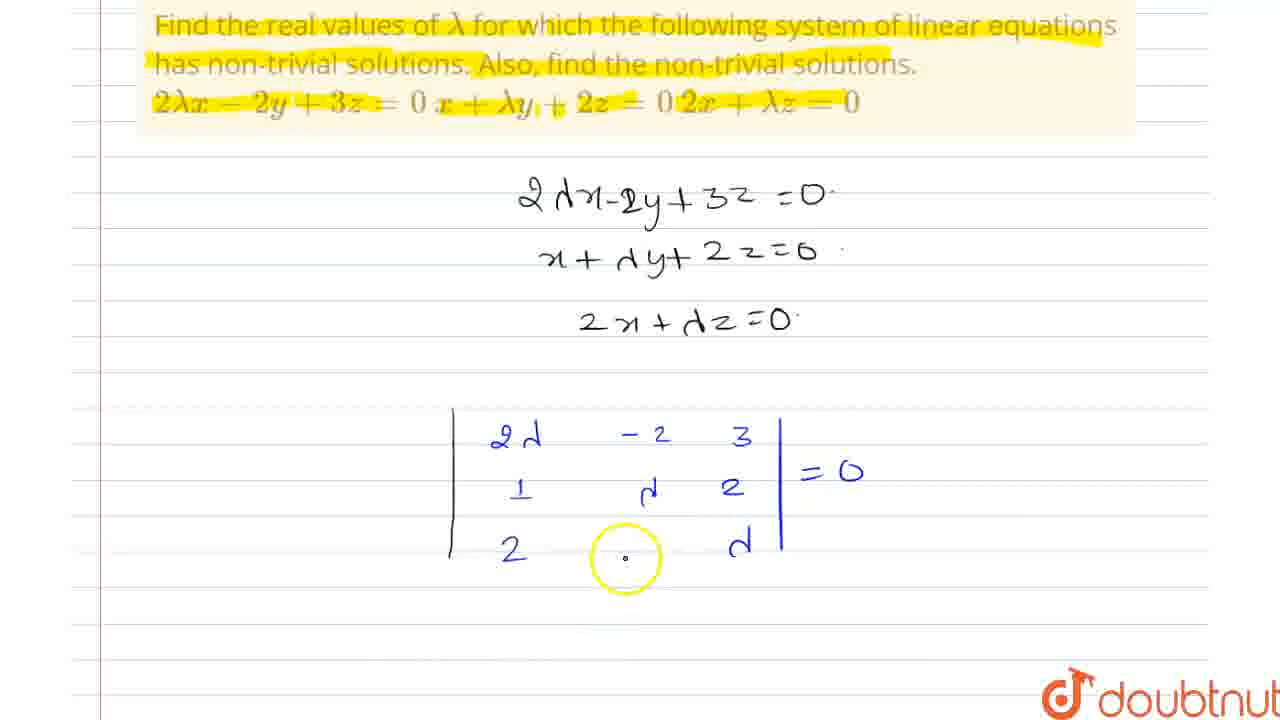 Find the real values of λ for which the following system of linear equations
has non-trivial solutions. Also, find the non-trivial solutions.
2λx − 2y + 3z = 0 x + λy, + 2z = 0 2x + λz = 0
2λx-2y+3z=0
x+λy+2z=0
2x+λz=0
2λ -2 3
1 λ 2 = 0
2 λ
doubtnut